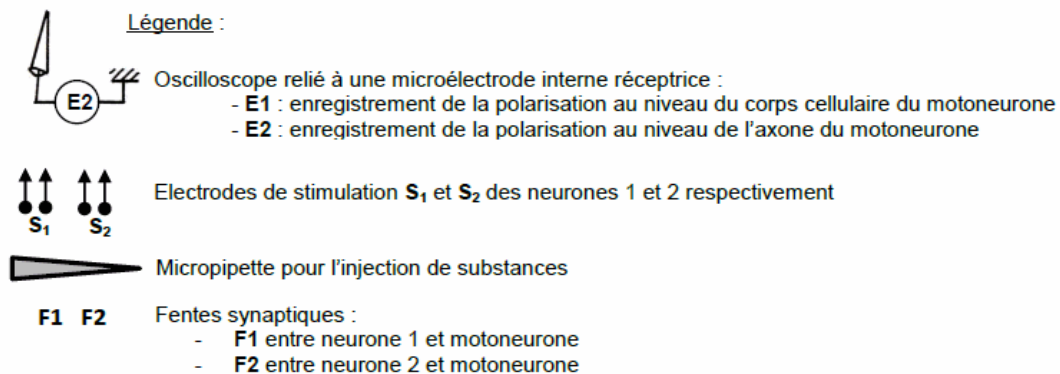 Légende :
E2
Oscilloscope relié à une microélectrode interne réceptrice :
- E1 : enregistrement de la polarisation au niveau du corps cellulaire du motoneurone
- E2 : enregistrement de la polarisation au niveau de l'axone du motoneurone
S1 S2
Electrodes de stimulation S1 et S2 des neurones 1 et 2 respectivement
Micropipette pour l'injection de substances
F1 F2
Fentes synaptiques :
- F1 entre neurone 1 et motoneurone
- F2 entre neurone 2 et motoneurone